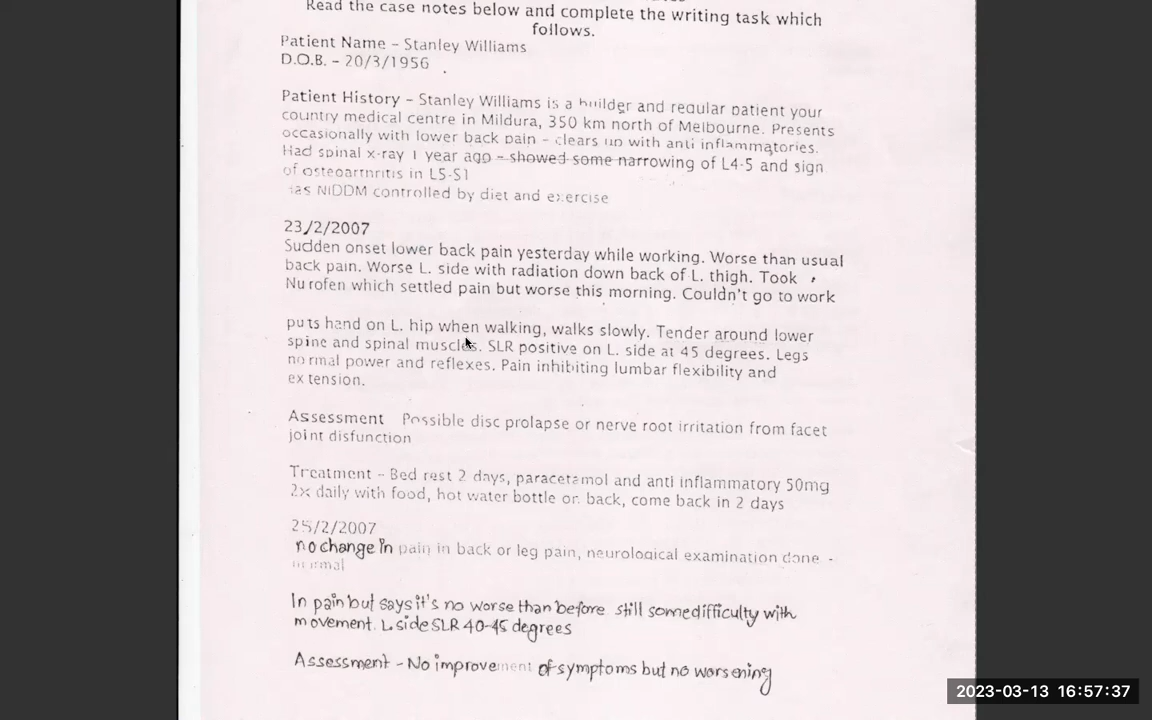 Read the case notes below and complete the writing task which
follows.
Patient Name – Stanley Williams
D.O.B. – 20/3/1956
Patient History – Stanley Williams is a builder and regular patient your
country medical centre in Mildura, 350 km north of Melbourne. Presents
occasionally with lower back pain – clears up with anti inflammatories.
Had spinal x-ray 1 year ago – showed some narrowing of L4-5 and sign
of osteoarthritis in L5-S1
has NIDDM controlled by diet and exercise
23/2/2007
Sudden onset lower back pain yesterday while working. Worse than usual
back pain. Worse L. side with radiation down back of L. thigh. Took
Nurofen which settled pain but worse this morning. Couldn't go to work
puts hand on L. hip when walking, walks slowly. Tender around lower
spine and spinal muscles. SLR positive on L. side at 45 degrees. Legs
normal power and reflexes. Pain inhibiting lumbar flexibility and
extension.
Assessment Possible disc prolapse or nerve root irritation from facet
joint disfunction
Treatment – Bed rest 2 days, paracetamol and anti inflammatory 50mg
2x daily with food, hot water bottle on back, come back in 2 days
25/2/2007
no change in pain in back or leg pain, neurological examination done -
normal
In pain but says it's no worse than before still some difficulty with
movement. L side SLR 40-45 degrees
Assessment - No improvement of symptoms but no worsening
2023-03-13 16:57:37